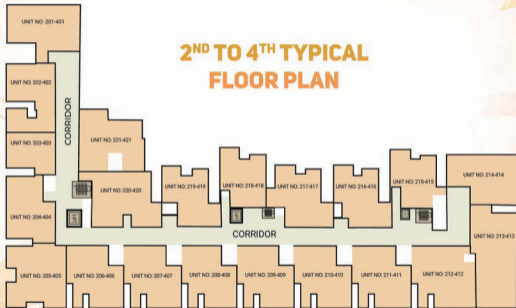 2ND TO 4TH TYPICAL
FLOOR PLAN
UNIT NO: 201-401
UNIT NO: 202-402
CORRIDOR
UNIT NO: 203-403
UNIT NO: 221-421
UNIT NO: 220-420
UNIT NO: 219-419
UNIT NO: 218-418
UNIT NO: 217-417
UNIT NO: 216-416
UNIT NO: 215-415
UNIT NO: 214-414
UNIT NO: 204-404
LIFT
CORRIDOR
UNIT NO: 213-413
UNIT NO: 205-405
UNIT NO: 206-406
UNIT NO: 207-407
UNIT NO: 208-408
UNIT NO: 209-409
UNIT NO: 210-410
UNIT NO: 211-411
UNIT NO: 212-412